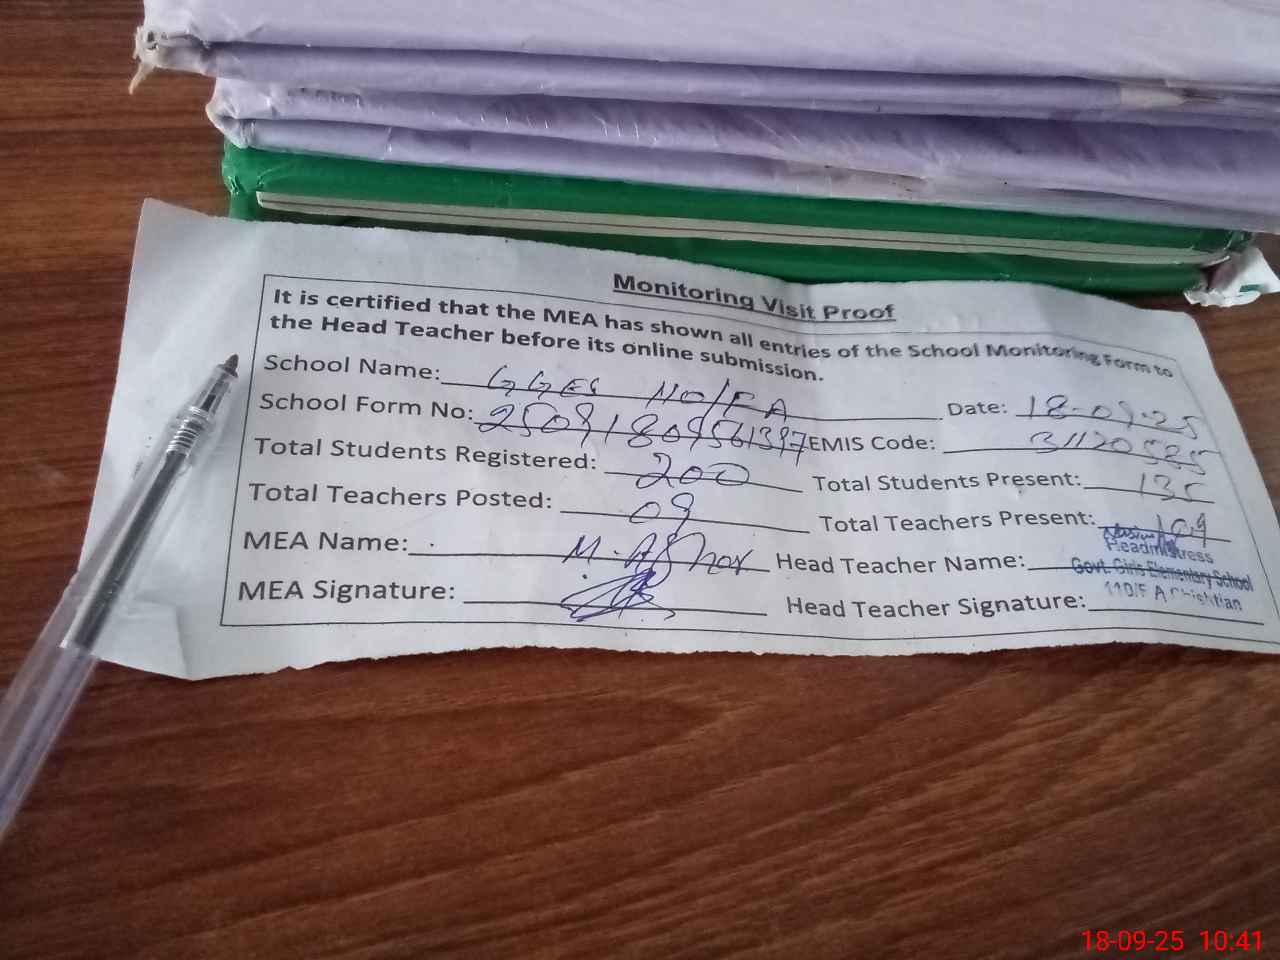 Monitoring Visit Proof
It is certified that the MEA has shown all entries of the School Monitoring Form to
the Head Teacher before its online submission.
School Name: GGES 110/F A Date: 18-09-25
School Form No: 25091809561397 EMIS Code: 31120585
Total Students Registered: 200 Total Students Present: 135
Total Teachers Posted: 09 Total Teachers Present: 09
MEA Name: M. Head Teacher Name:
Headmistress
Govt. Girls Elementary School
110/F A Chishtian
MEA Signature: Head Teacher Signature:
18-09-25 10:41